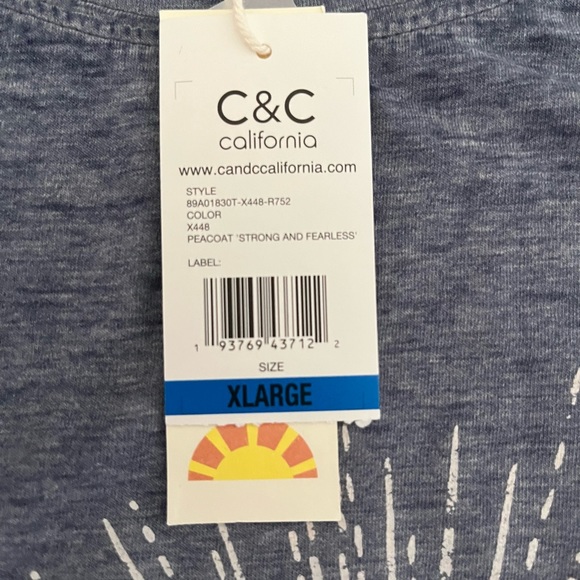 C&C
california
www.candccalifornia.com
STYLE
89A01830T-X448-R752
COLOR
X448
PEACOAT 'STRONG AND FEARLESS'
LABEL:
1 93769 43712 2
SIZE
XLARGE